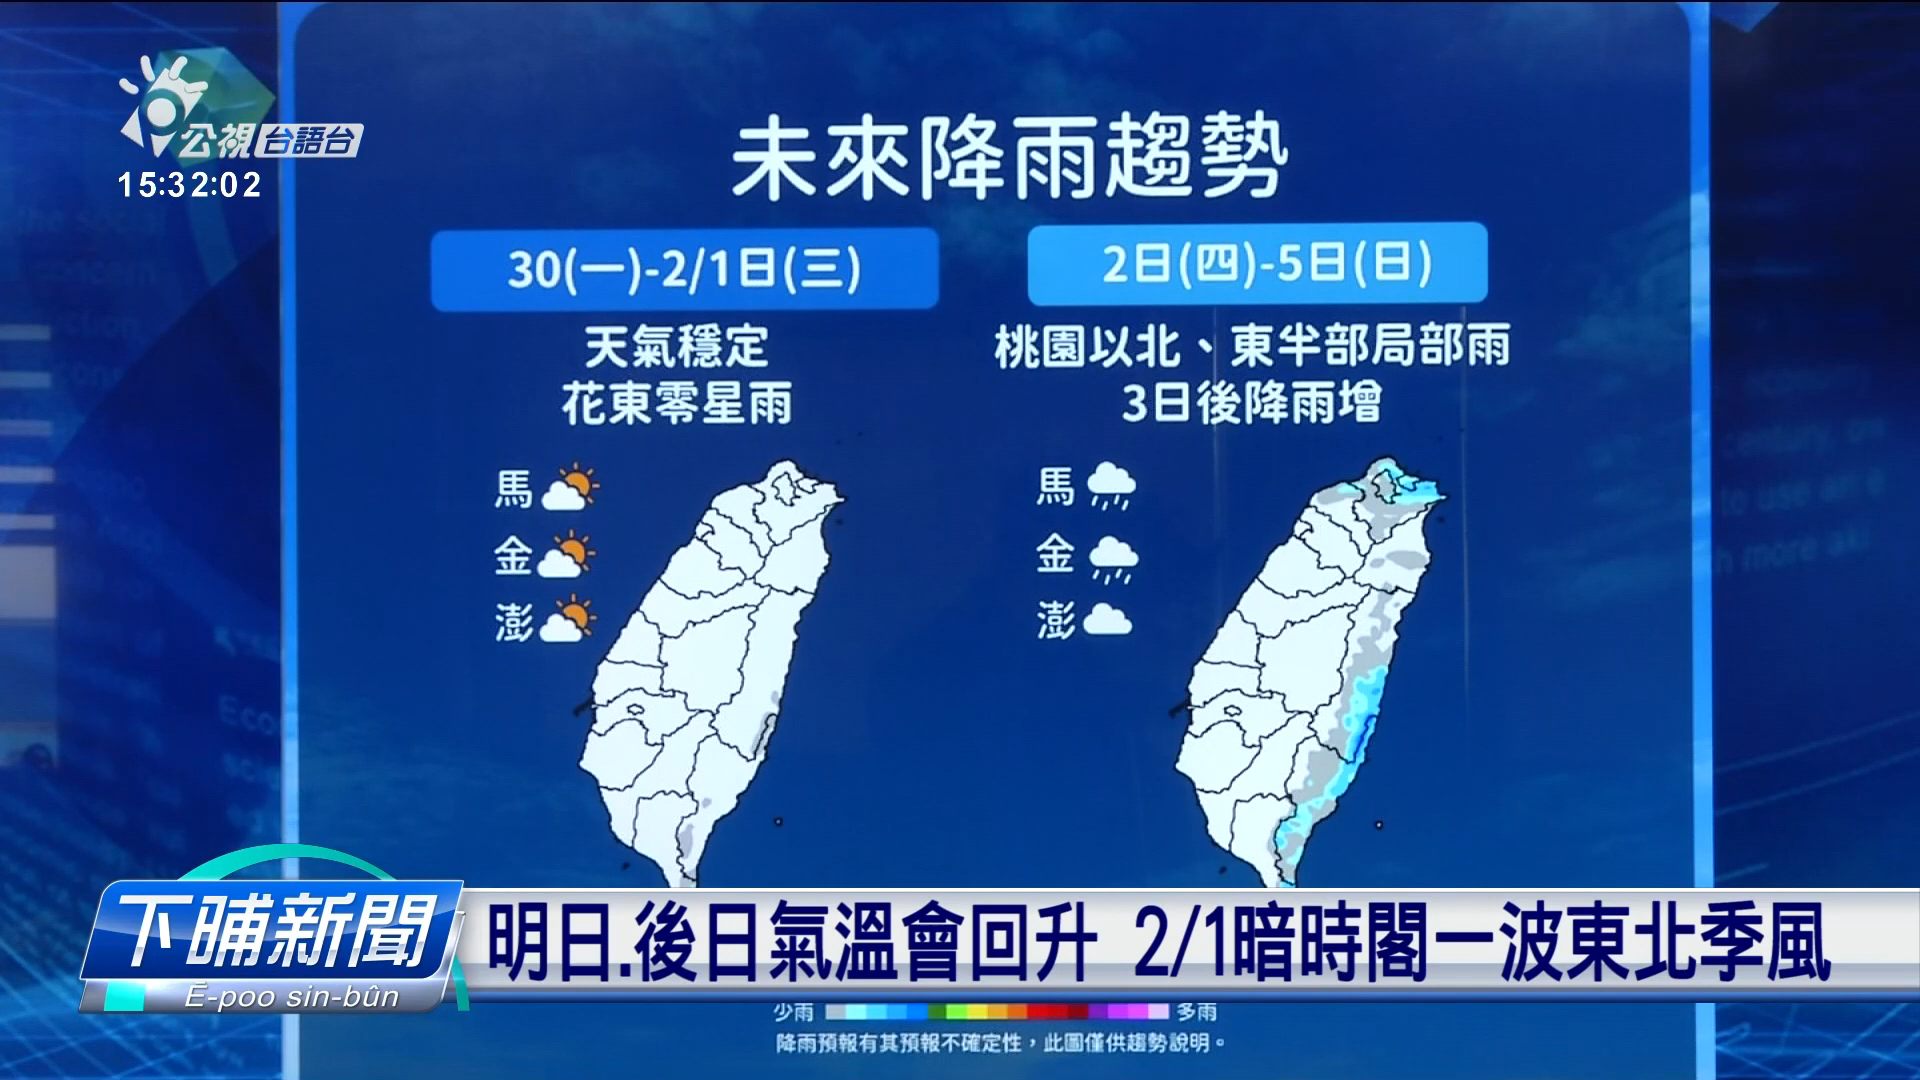 公視台語台
15:32:02
未來降雨趨勢
30(一)-2/1日(三)
天氣穩定
花東零星雨
馬
金
澎
2日(四)-5日(日)
桃園以北、東半部局部雨
3日後降雨增
馬
金
澎
下晡新聞
Ē-poo sin-bûn
明日.後日氣溫會回升 2/1暗時閣一波東北季風
少雨 多雨
降雨預報有其預報不確定性，此圖僅供趨勢說明。